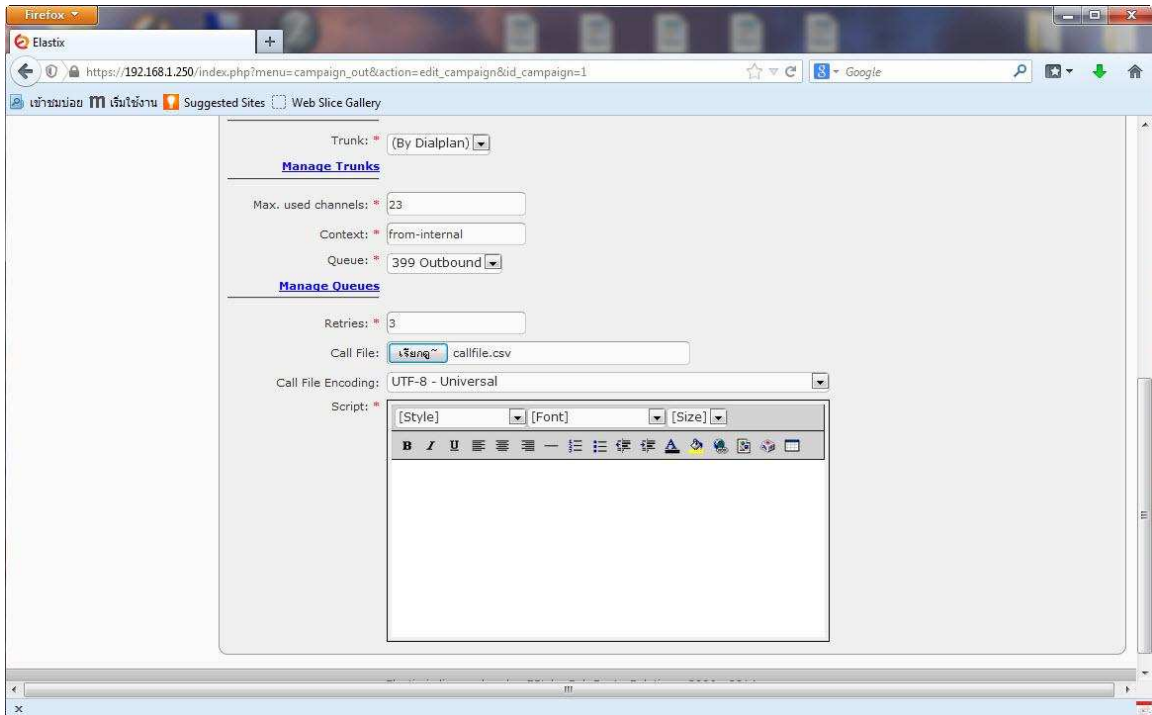 Firefox
Elastix
https://192.168.1.250/index.php?menu=campaign_out&action=edit_campaign&id_campaign=1
Google
เข้าชมบ่อย เริ่มใช้งาน Suggested Sites Web Slice Gallery
Trunk: * (By Dialplan)
Manage Trunks
Max. used channels: * 23
Context: * from-internal
Queue: * 399 Outbound
Manage Queues
Retries: * 3
Call File: เรียกดู~ callfile.csv
Call File Encoding: UTF-8 - Universal
Script: *
[Style] [Font] [Size]
B I U